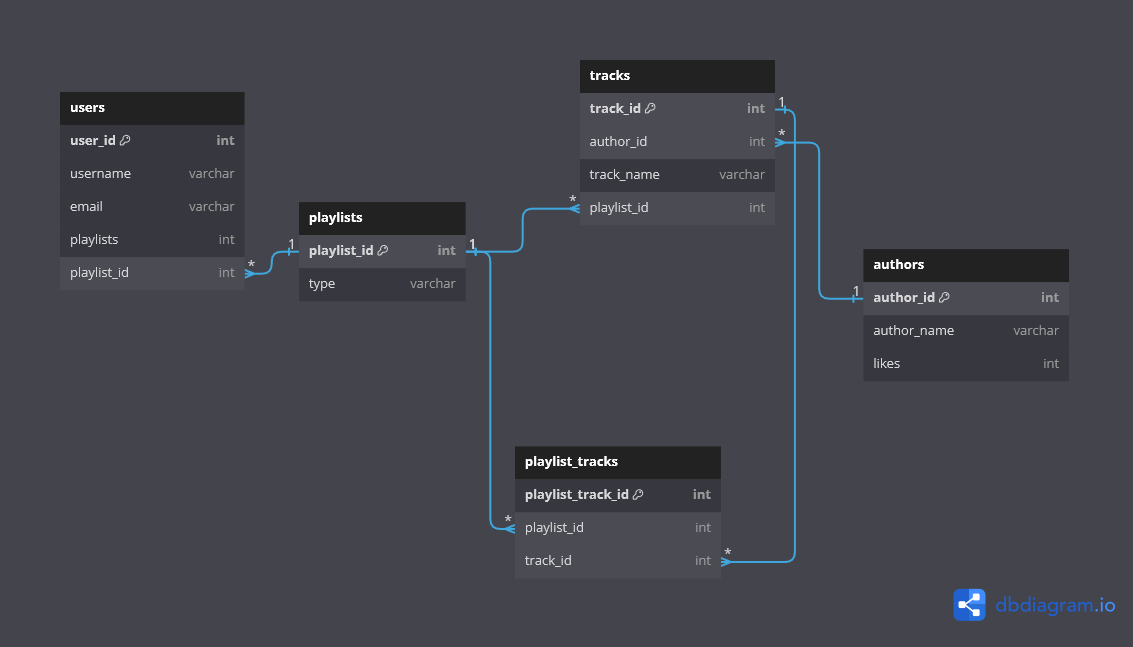 users
user_id int
username varchar
email varchar
playlists int
playlist_id int
1
*
playlists
playlist_id int
type varchar
1
*
tracks
track_id int
author_id int
track_name varchar
playlist_id int
1
*
authors
author_id int
author_name varchar
likes int
1
playlist_tracks
playlist_track_id int
playlist_id int
track_id int
*
*
dbdiagram.io